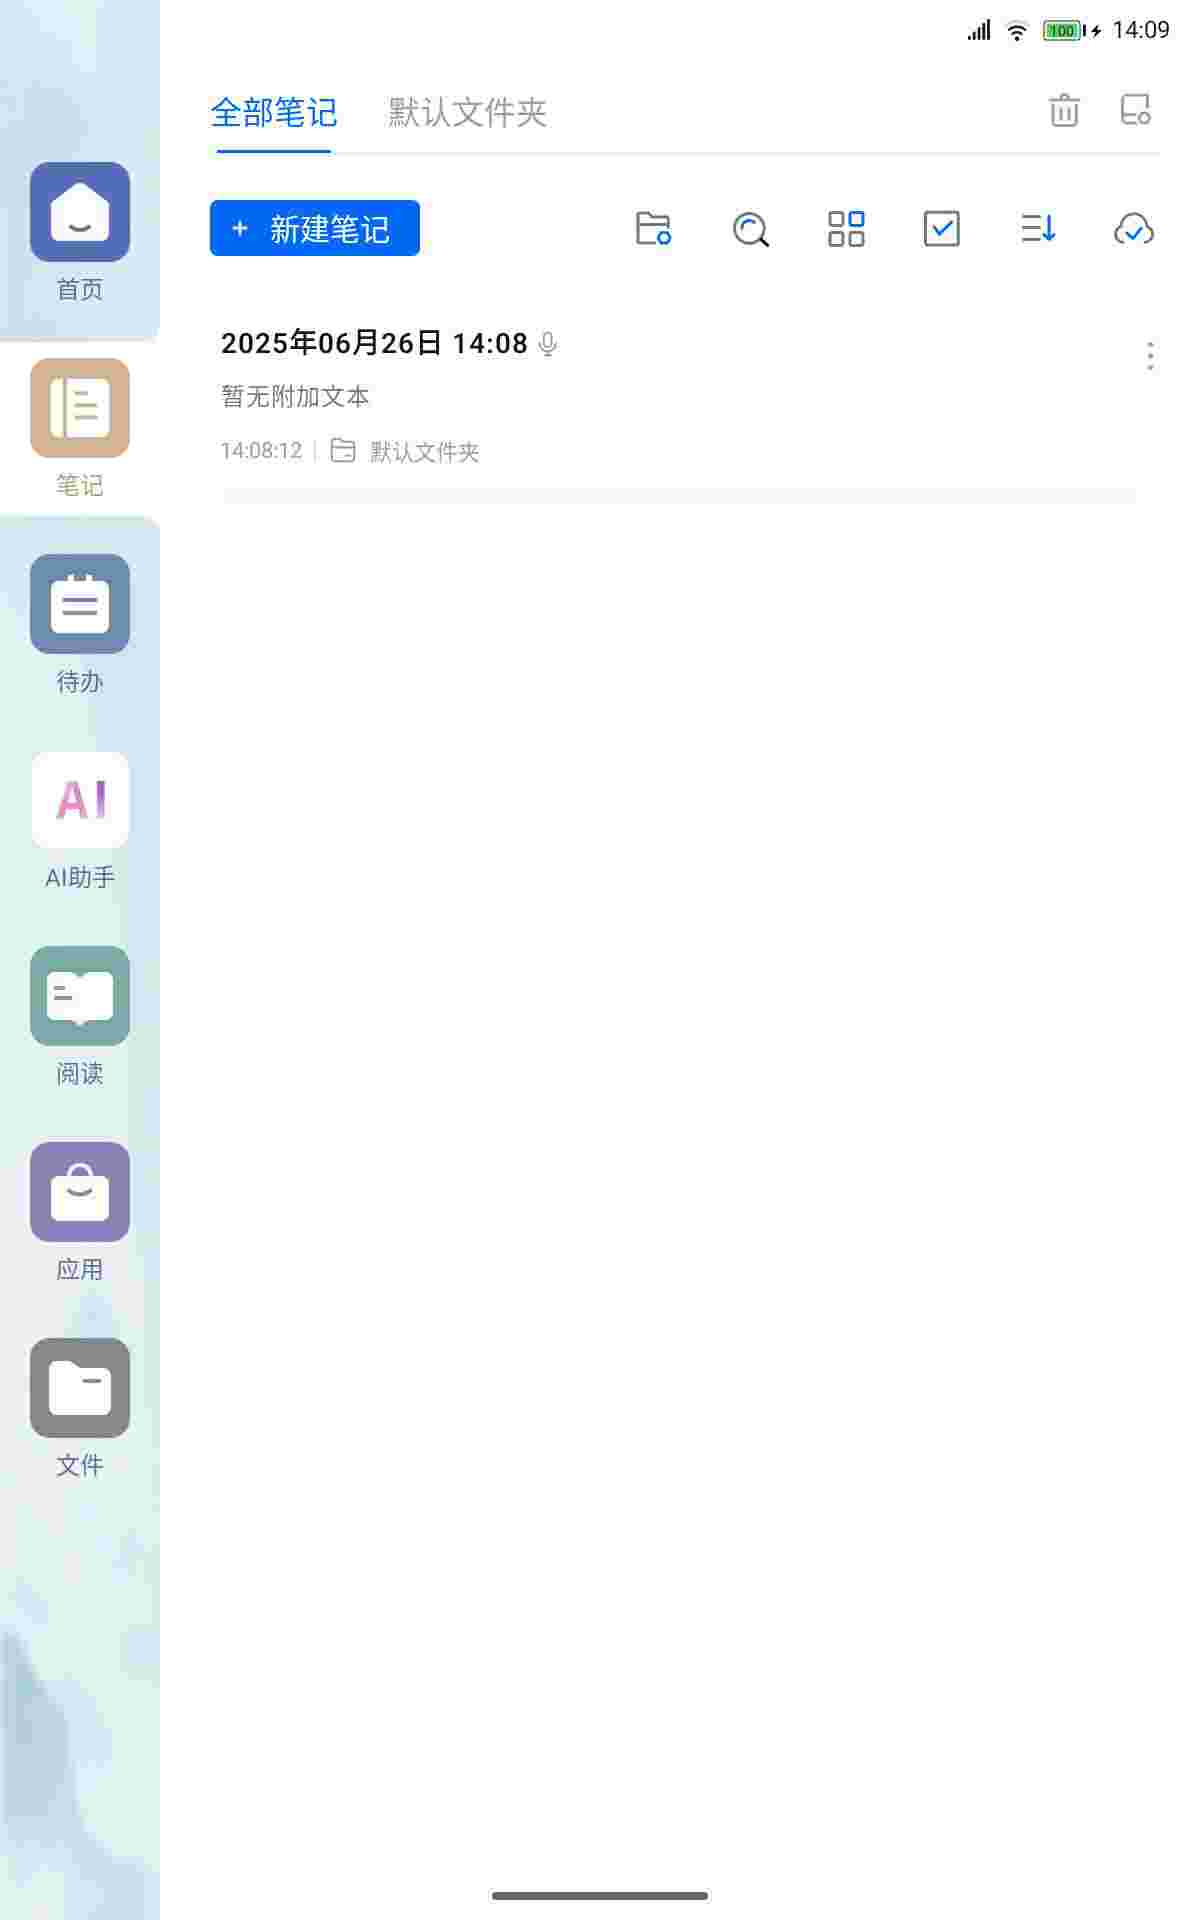 100 14:09
全部笔记 默认文件夹
+ 新建笔记
2025年06月26日 14:08
暂无附加文本
14:08:12 默认文件夹
首页
笔记
待办
AI
AI助手
阅读
应用
文件